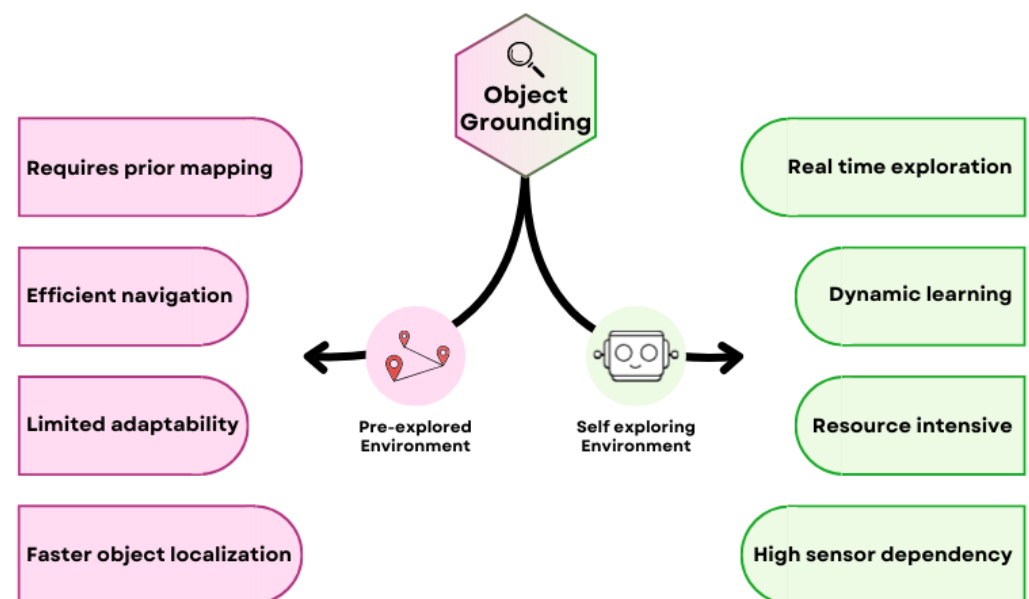 Object
Grounding
Requires prior mapping
Efficient navigation
Limited adaptability
Faster object localization
Pre-explored
Environment
Self exploring
Environment
Real time exploration
Dynamic learning
Resource intensive
High sensor dependency